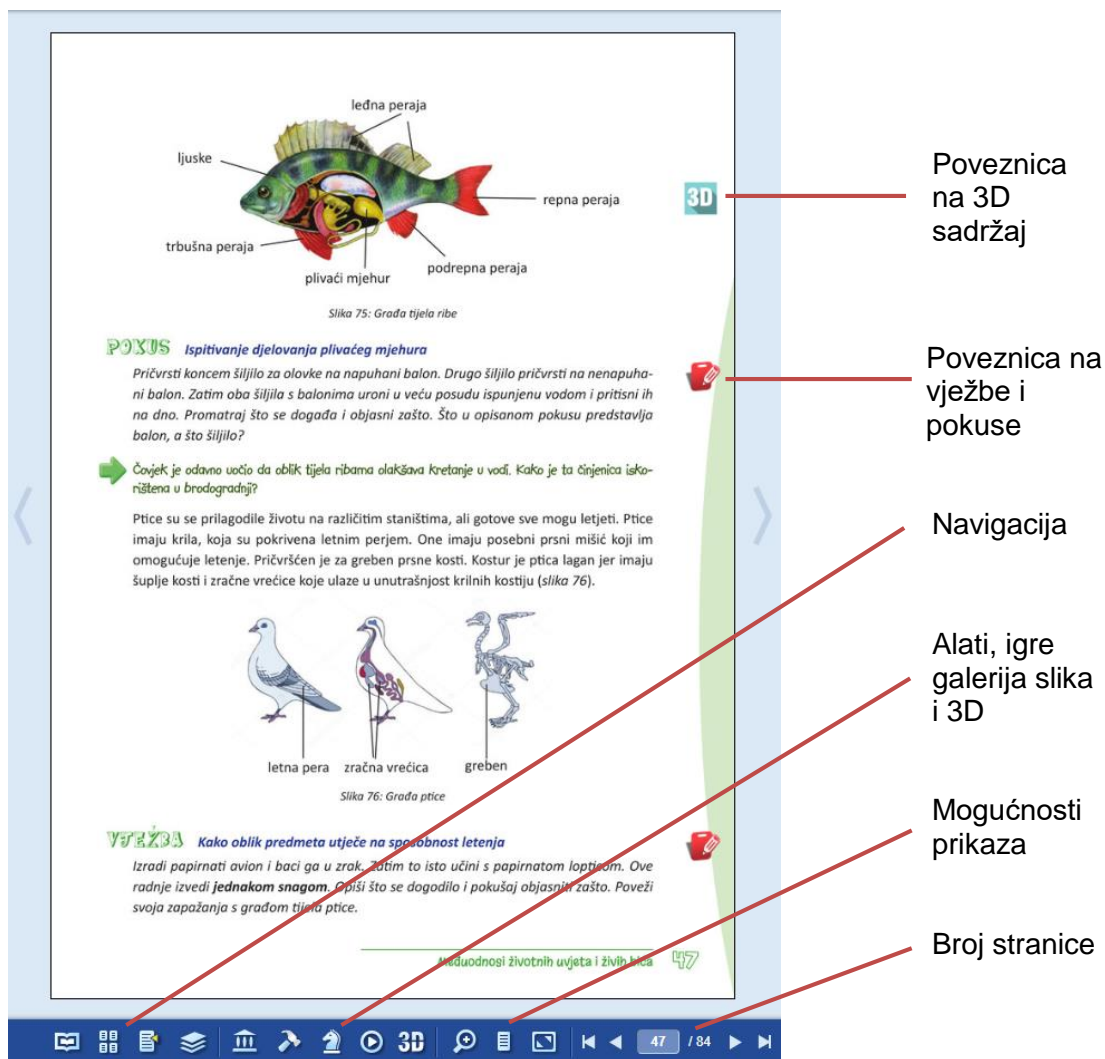 leđna peraja
ljuske
repna peraja
trbušna peraja
plivaći mjehur
podrepna peraja
Slika 75: Građa tijela ribe
3D
Poveznica
na 3D
sadržaj
POKUS Ispitivanje djelovanja plivaćeg mjehura
Pričvrsti koncem šiljilo za olovke na napuhani balon. Drugo šiljilo pričvrsti na nenapuha-
ni balon. Zatim oba šiljila s balonima uroni u veću posudu ispunjenu vodom i pritisni ih
na dno. Promatraj što se događa i objasni zašto. Što u opisanom pokusu predstavlja
balon, a što šiljilo?
Poveznica na
vježbe i
pokuse
Čovjek je odavno uočio da oblik tijela ribama olakšava kretanje u vodi. Kako je ta činjenica isko-
rištena u brodogradnji?
Ptice su se prilagodile životu na različitim staništima, ali gotove sve mogu letjeti. Ptice
imaju krila, koja su pokrivena letnim perjem. One imaju posebni prsni mišić koji im
omogućuje letenje. Pričvršćen je za greben prsne kosti. Kostur je ptica lagan jer imaju
šuplje kosti i zračne vrećice koje ulaze u unutrašnjost krilnih kostiju (slika 76).
Navigacija
Alati, igre
galerija slika
i 3D
letna pera zračna vrećica greben
Slika 76: Građa ptice
Mogućnosti
prikaza
VJEŽBA Kako oblik predmeta utječe na sposobnost letenja
Izradi papirnati avion i baci ga u zrak. Zatim to isto učini s papirnatom lopticom. Ove
radnje izvedi jednakom snagom. Opiši što se dogodilo i pokušaj objasniti zašto. Poveži
svoja zapažanja s građom tijela ptice.
Broj stranice
Međuodnosi životnih uvjeta i živih bića 47
3D 47 / 84